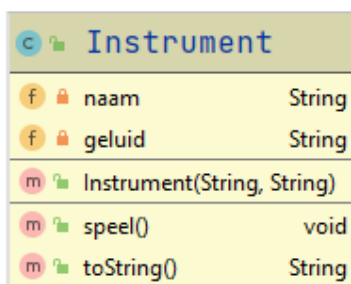 Instrument
naam String
geluid String
Instrument(String, String)
speel() void
toString() String